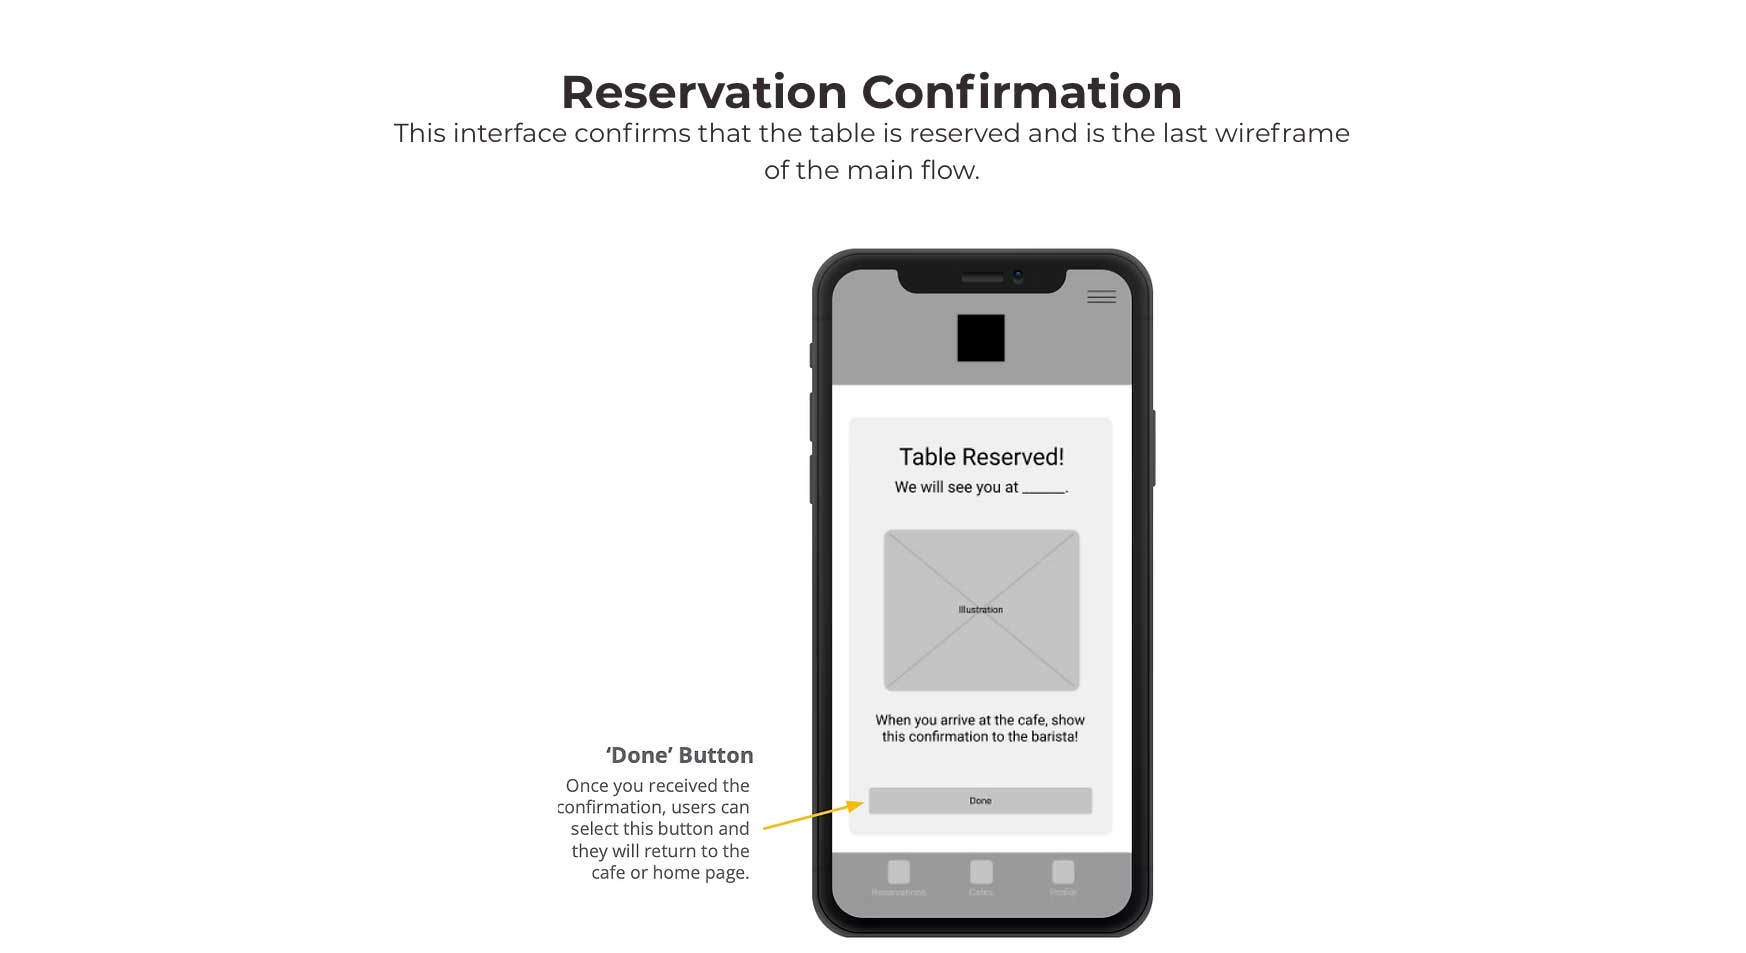 Reservation Confirmation
This interface confirms that the table is reserved and is the last wireframe
of the main flow.
Table Reserved!
We will see you at ______.
Illustration
When you arrive at the cafe, show
this confirmation to the barista!
‘Done’ Button
Once you received the
confirmation, users can
select this button and
they will return to the
cafe or home page.
Done
Reservations
Cafes
Profile